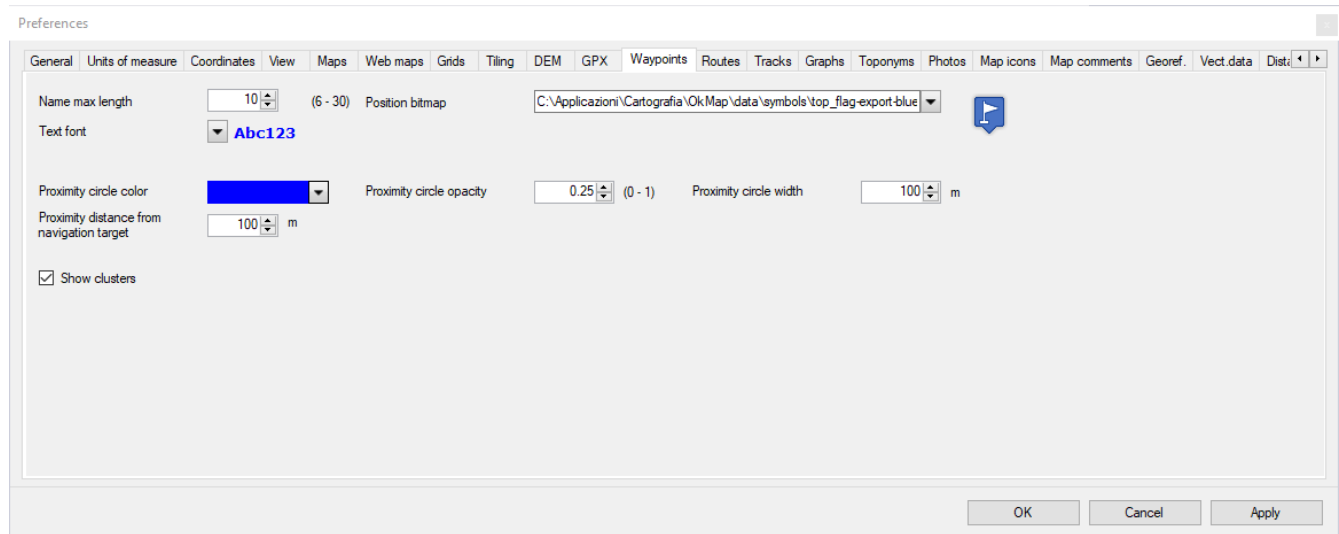 Preferences
General Units of measure Coordinates View Maps Web maps Grids Tiling DEM GPX Waypoints Routes Tracks Graphs Toponyms Photos Map icons Map comments Georef. Vect.data Dista
Name max length 10 (6 - 30) Position bitmap C:\Applicazioni\Cartografia\OkMap\data\symbols\top_flag-export-blue
Text font Abc123
Proximity circle color Proximity circle opacity 0.25 (0 - 1) Proximity circle width 100 m
Proximity distance from
navigation target 100 m
Show clusters
OK Cancel Apply